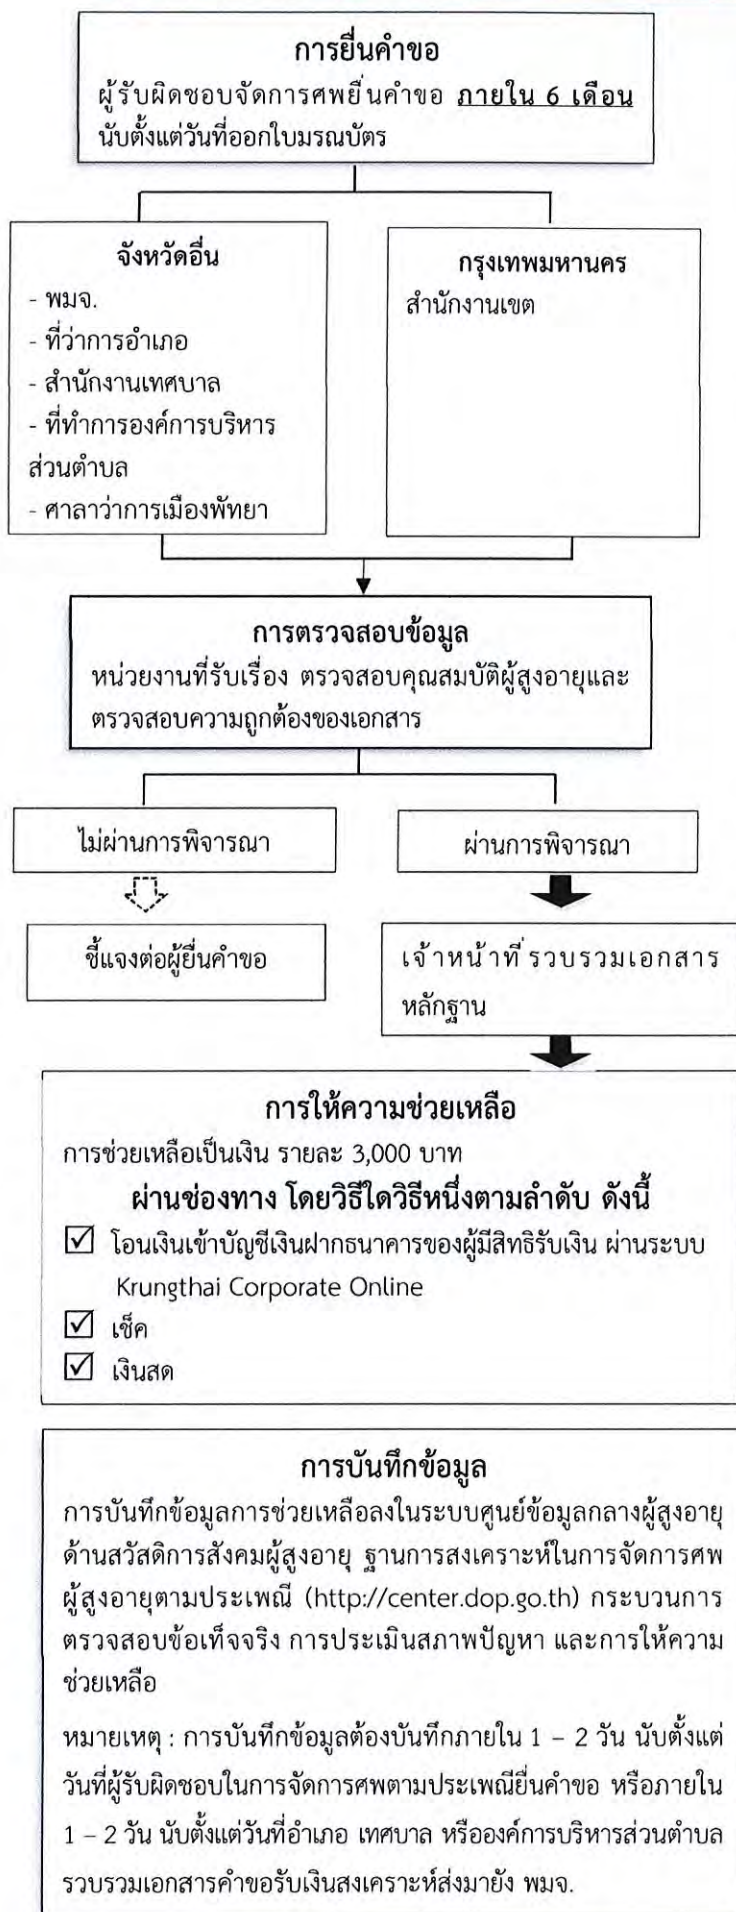 การยื่นคำขอ
ผู้รับผิดชอบจัดการศพยื่นคำขอ ภายใน 6 เดือน
นับตั้งแต่วันที่ออกใบมรณบัตร
จังหวัดอื่น
- พมจ.
- ที่ว่าการอำเภอ
- สำนักงานเทศบาล
- ที่ทำการองค์การบริหาร
ส่วนตำบล
- ศาลาว่าการเมืองพัทยา
กรุงเทพมหานคร
สำนักงานเขต
การตรวจสอบข้อมูล
หน่วยงานที่รับเรื่อง ตรวจสอบคุณสมบัติผู้สูงอายุและ
ตรวจสอบความถูกต้องของเอกสาร
ไม่ผ่านการพิจารณา
ผ่านการพิจารณา
ชี้แจงต่อผู้ยื่นคำขอ
เจ้าหน้าที่รวบรวมเอกสาร
หลักฐาน
การให้ความช่วยเหลือ
การช่วยเหลือเป็นเงิน รายละ 3,000 บาท
ผ่านช่องทาง โดยวิธีใดวิธีหนึ่งตามลำดับ ดังนี้
☑ โอนเงินเข้าบัญชีเงินฝากธนาคารของผู้มีสิทธิรับเงิน ผ่านระบบ
Krungthai Corporate Online
☑ เช็ค
☑ เงินสด
การบันทึกข้อมูล
การบันทึกข้อมูลการช่วยเหลือลงในระบบศูนย์ข้อมูลกลางผู้สูงอายุ
ด้านสวัสดิการสังคมผู้สูงอายุ ฐานการสงเคราะห์ในการจัดการศพ
ผู้สูงอายุตามประเพณี (http://center.dop.go.th) กระบวนการ
ตรวจสอบข้อเท็จจริง การประเมินสภาพปัญหา และการให้ความ
ช่วยเหลือ
หมายเหตุ : การบันทึกข้อมูลต้องบันทึกภายใน 1 – 2 วัน นับตั้งแต่
วันที่ผู้รับผิดชอบในการจัดการศพตามประเพณียื่นคำขอ หรือภายใน
1 – 2 วัน นับตั้งแต่วันที่อำเภอ เทศบาล หรือองค์การบริหารส่วนตำบล
รวบรวมเอกสารคำขอรับเงินสงเคราะห์ส่งมายัง พมจ.